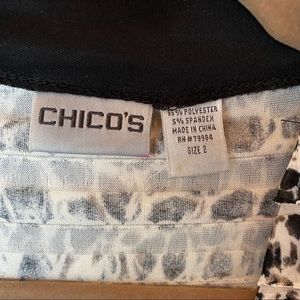 CHICO'S
95% POLYESTER
5% SPANDEX
MADE IN CHINA
RN #79984
SIZE 2